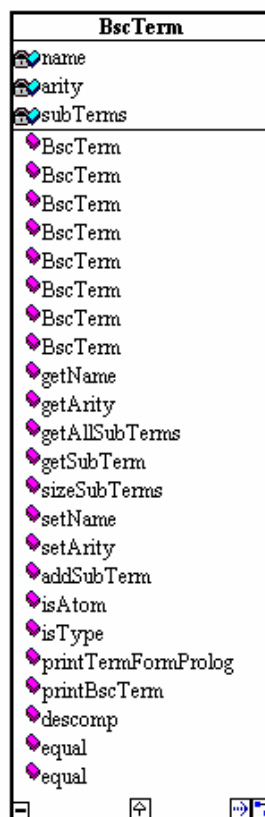 BscTerm
name
arity
subTerms
BscTerm
BscTerm
BscTerm
BscTerm
BscTerm
BscTerm
BscTerm
BscTerm
getName
getArity
getAllSubTerms
getSubTerm
sizeSubTerms
setName
setArity
addSubTerm
isAtom
isType
printTermFormProlog
printBscTerm
descomp
equal
equal